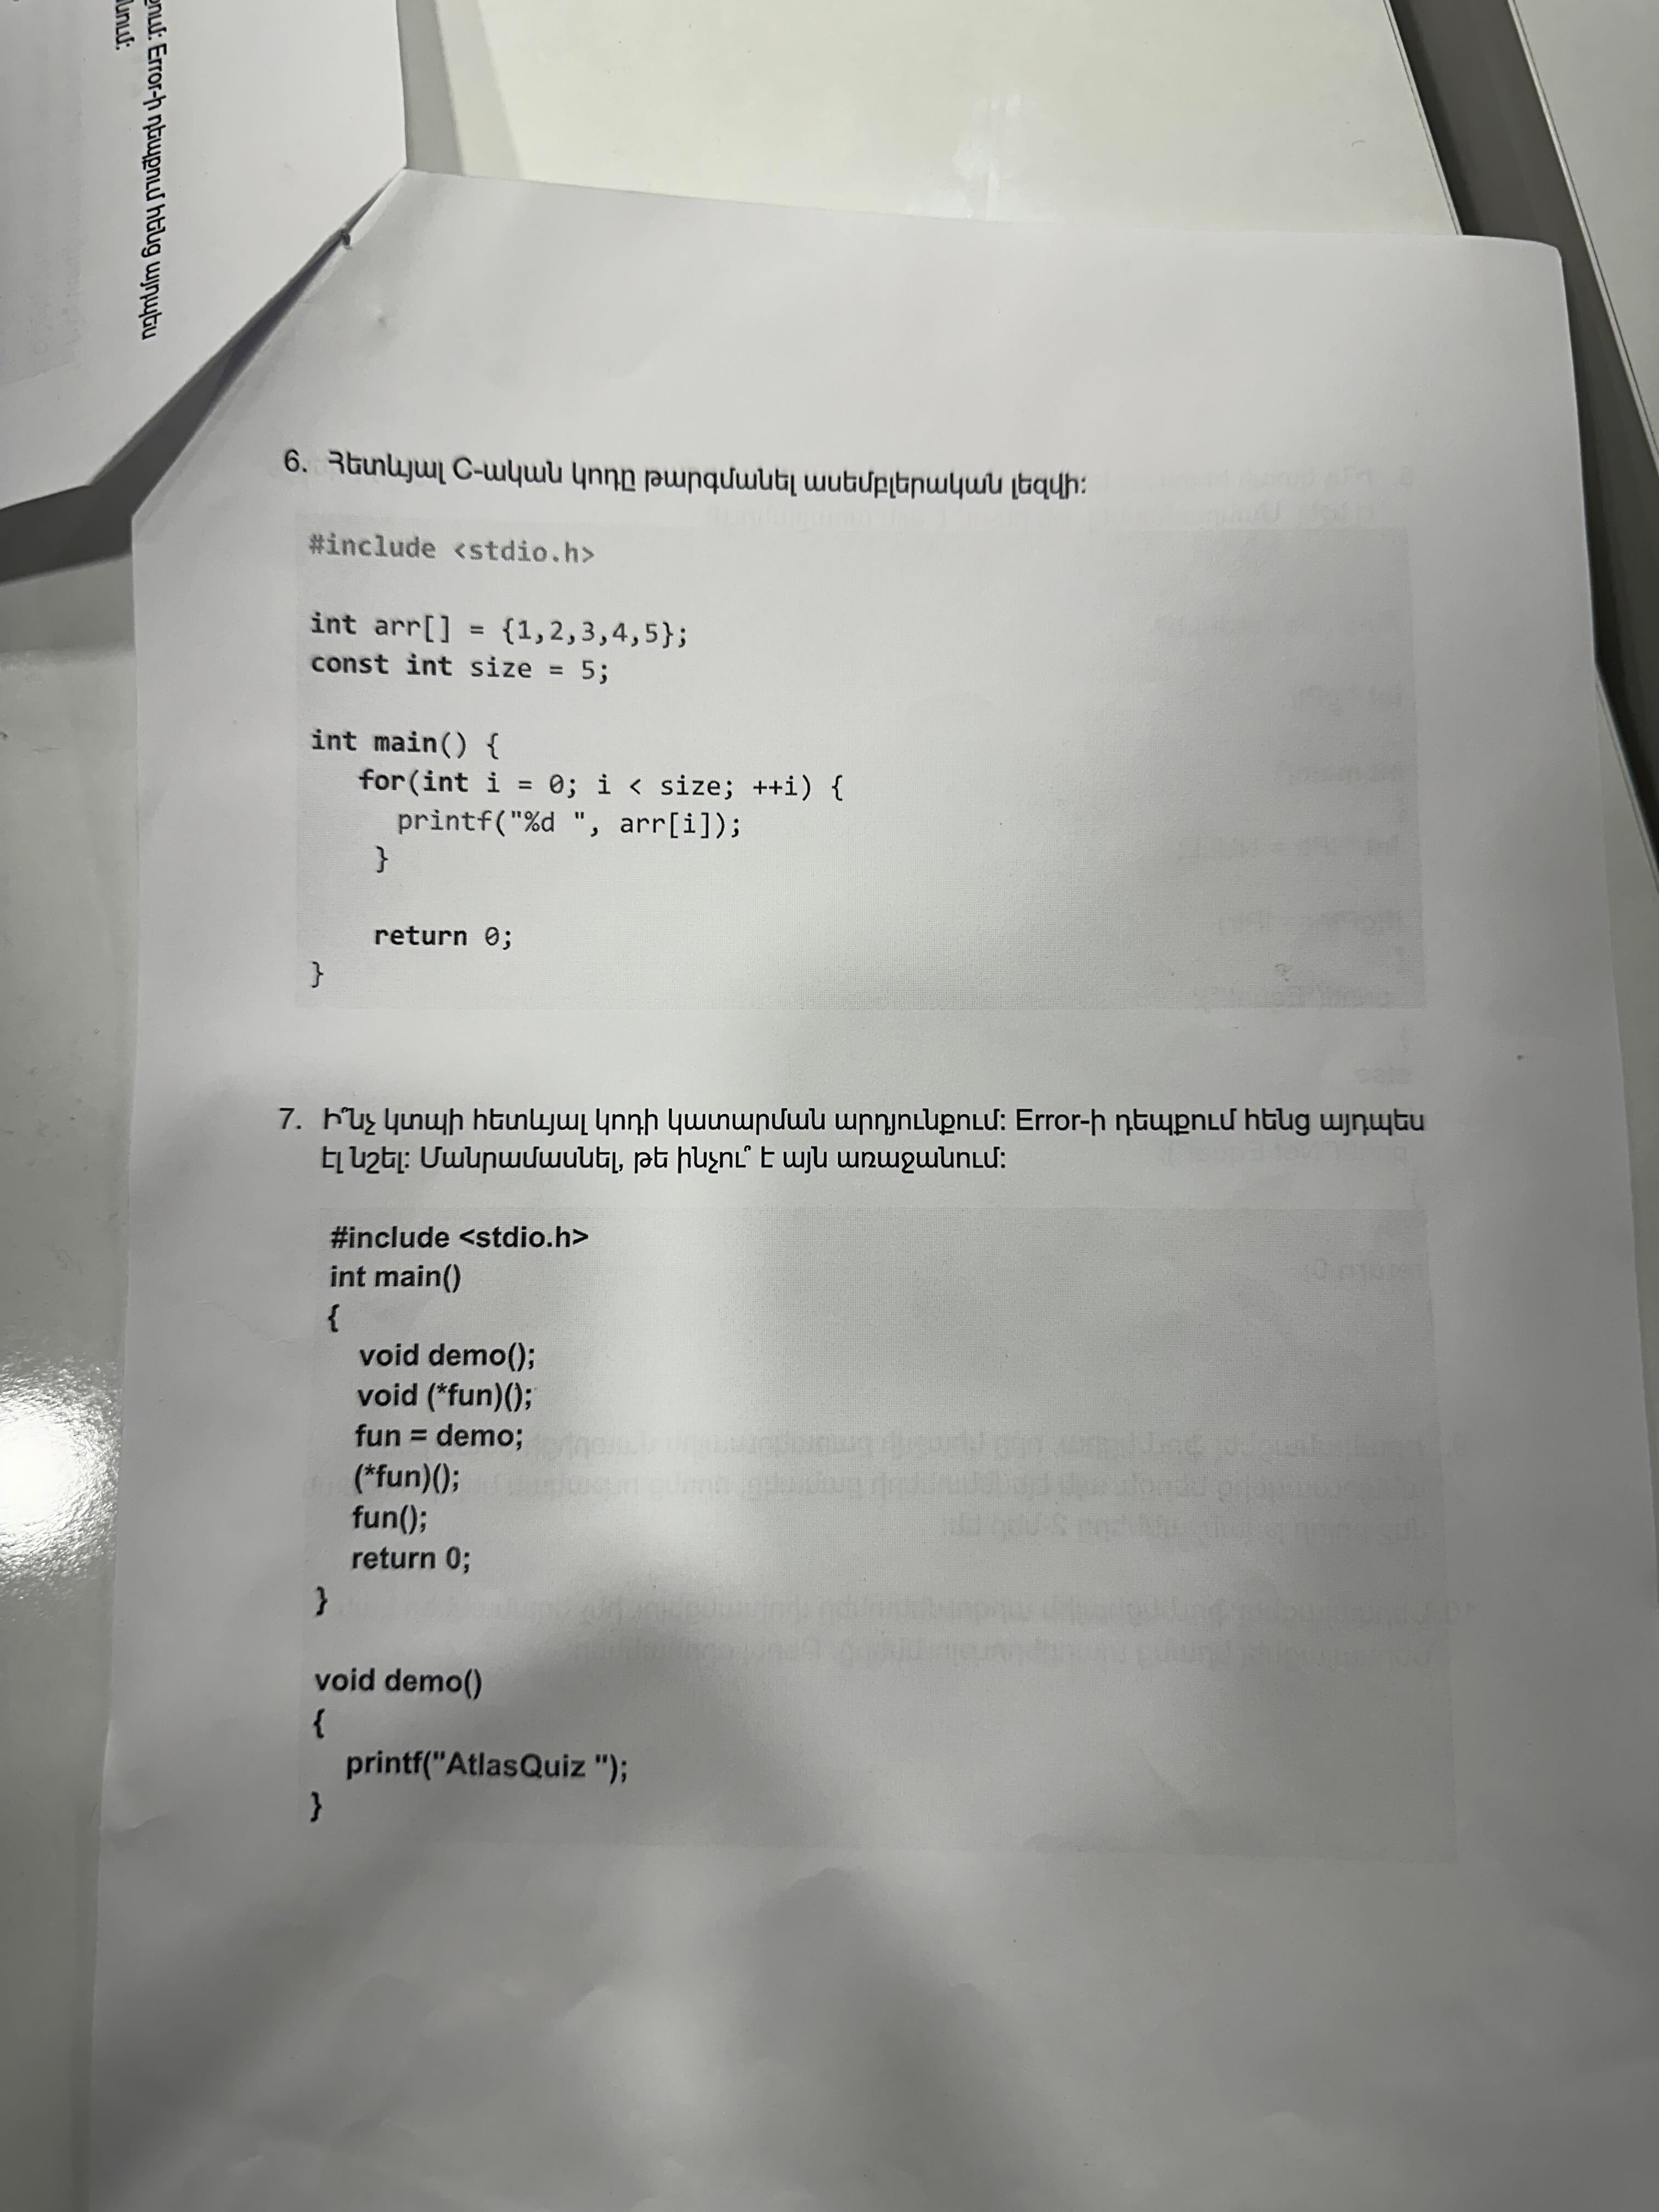 րում: Error-ի դեպքում հենց այդպես
նում:
6. Հետևյալ C-ական կոդը թարգմանել ասեմբլերական լեզվի:
#include <stdio.h>
int arr[] = {1,2,3,4,5};
const int size = 5;
int main() {
for(int i = 0; i < size; ++i) {
printf("%d ", arr[i]);
}
return 0;
}
7. Ի՞նչ կտպի հետևյալ կոդի կատարման արդյունքում: Error-ի դեպքում հենց այդպես
էլ նշել: Մանրամասնել, թե ինչու՞ է այն առաջանում:
#include <stdio.h>
int main()
{
void demo();
void (*fun)();
fun = demo;
(*fun)();
fun();
return 0;
}
void demo()
{
printf("AtlasQuiz ");
}